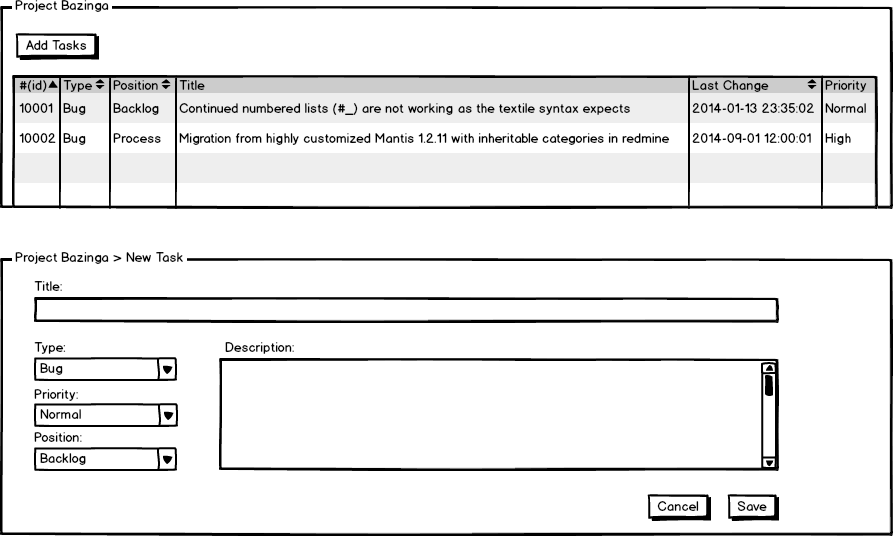 Project Bazinga
Add Tasks
#(id) Type Position Title Last Change Priority
10001 Bug Backlog Continued numbered lists (#_) are not working as the textile syntax expects 2014-01-13 23:35:02 Normal
10002 Bug Process Migration from highly customized Mantis 1.2.11 with inheritable categories in redmine 2014-09-01 12:00:01 High
Project Bazinga > New Task
Title:
Type: Description:
Bug
Priority:
Normal
Position:
Backlog
Cancel Save